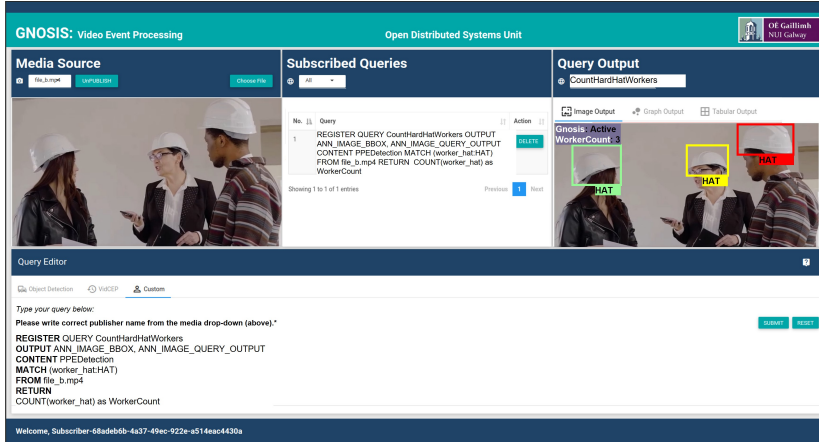 GNOSIS: Video Event Processing
Open Distributed Systems Unit
OÉ Gaillimh
NUI Galway
Media Source
file_b.mp4
UnPUBLISH
Choose File
Subscribed Queries
All
No.
Query
Action
1
REGISTER QUERY CountHardHatWorkers OUTPUT
ANN_IMAGE_BBOX, ANN_IMAGE_QUERY_OUTPUT
CONTENT PPEDetection MATCH (worker_hat:HAT)
FROM file_b.mp4 RETURN COUNT(worker_hat) as
WorkerCount
DELETE
Showing 1 to 1 of 1 entries
Previous
1
Next
Query Output
CountHardHatWorkers
Image Output
Graph Output
Tabular Output
Gnosis: Active
WorkerCount: 3
HAT
HAT
HAT
Query Editor
?
Object Detection
VidCEP
Custom
Type your query below:
Please write correct publisher name from the media drop-down (above).*
SUBMIT
RESET
REGISTER QUERY CountHardHatWorkers
OUTPUT ANN_IMAGE_BBOX, ANN_IMAGE_QUERY_OUTPUT
CONTENT PPEDetection
MATCH (worker_hat:HAT)
FROM file_b.mp4
RETURN
COUNT(worker_hat) as WorkerCount
Welcome, Subscriber-68adeb6b-4a37-49ec-922e-a514eac4430a